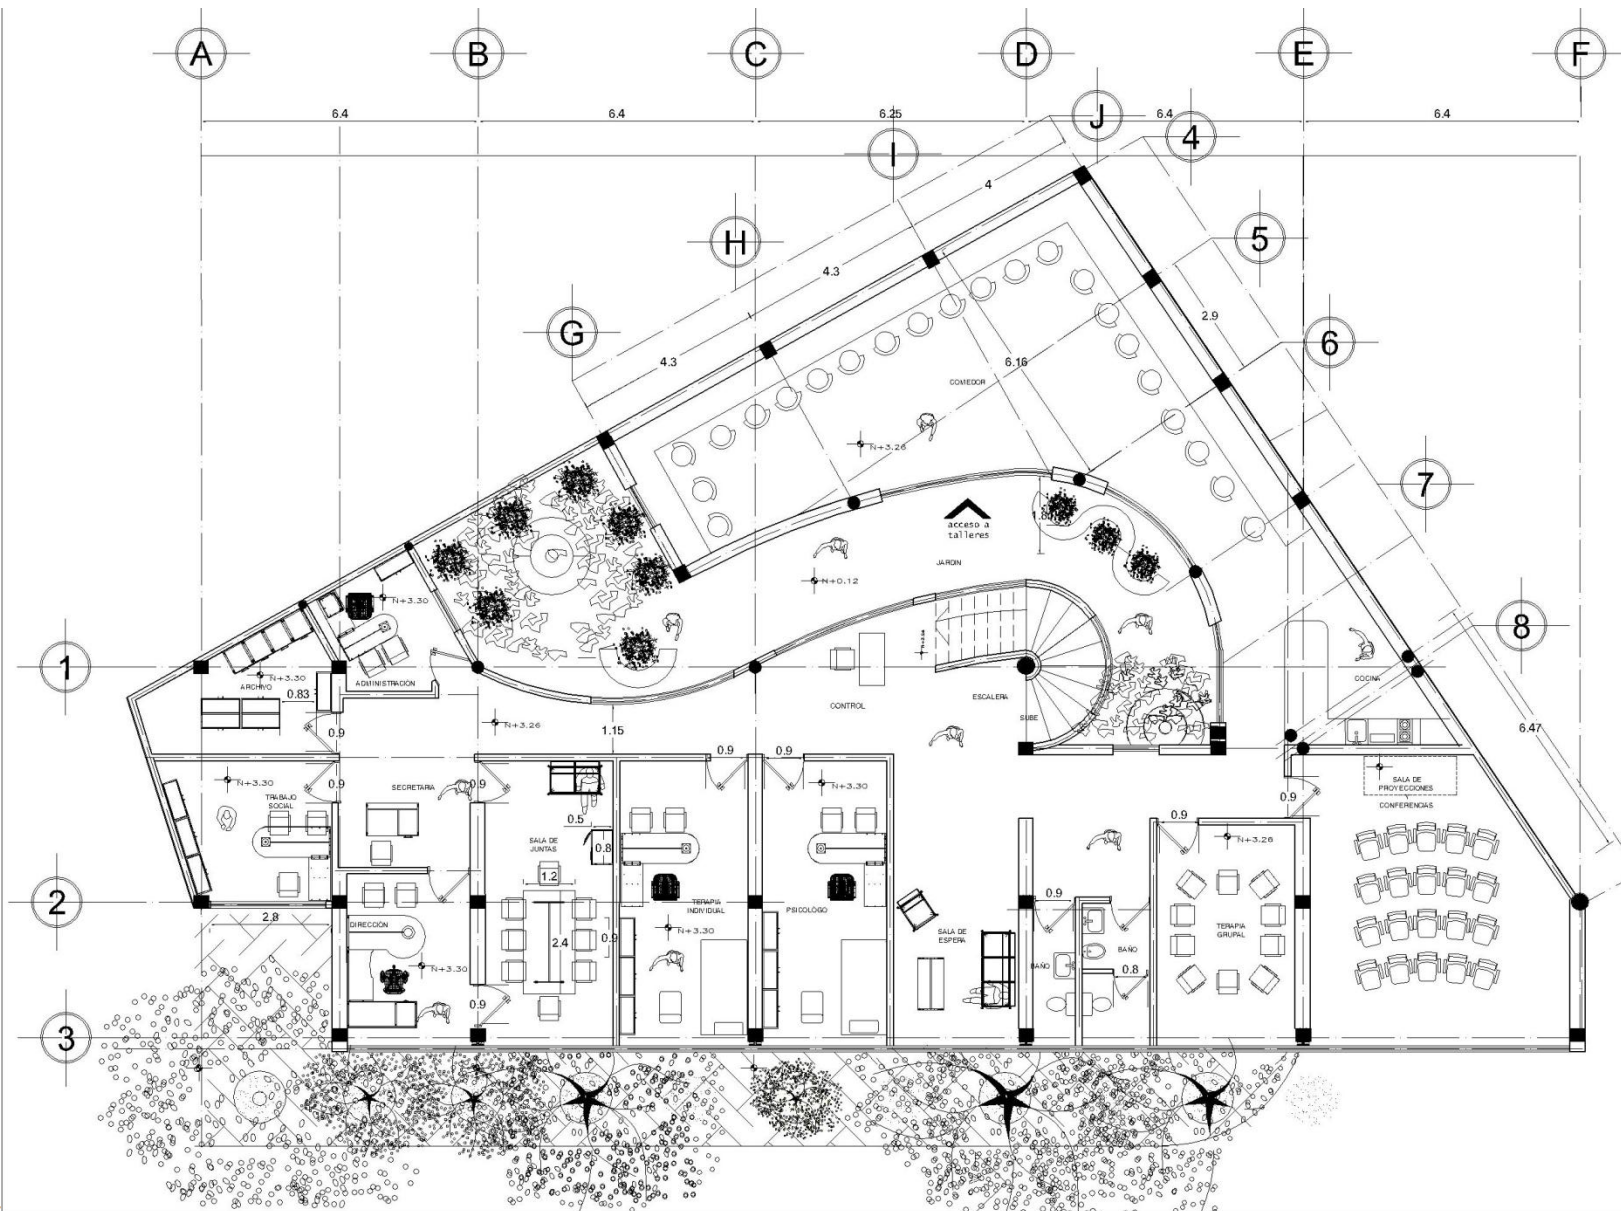 A
B
C
D
E
F
6.4
6.4
6.25
6.4
6.4
J
4
I
H
5
G
6
7
8
4
4.3
4.3
2.9
6.16
6.47
COMEDOR
N+3.26
acceso a
talleres
1.8
JARDIN
N+0.12
1
2
3
N+3.30
N+3.30
ARCHIVO
ADMINISTRACIÓN
0.83
0.9
N+3.26
1.15
CONTROL
ESCALERA
SUBE
COCINA
N+3.30
TRABAJO
SOCIAL
0.9
SECRETARIA
0.9
0.9
0.9
N+3.30
0.5
0.8
SALA DE
JUNTAS
1.2
2.4
0.9
0.9
2.8
DIRECCIÓN
N+3.30
TERAPIA
INDIVIDUAL
N+3.30
PSICOLÓGO
SALA DE
ESPERA
0.9
BAÑO
BAÑO
0.8
0.9
N+3.26
TERAPIA
GRUPAL
0.9
SALA DE
PROYECCIONES
Y
CONFERENCIAS